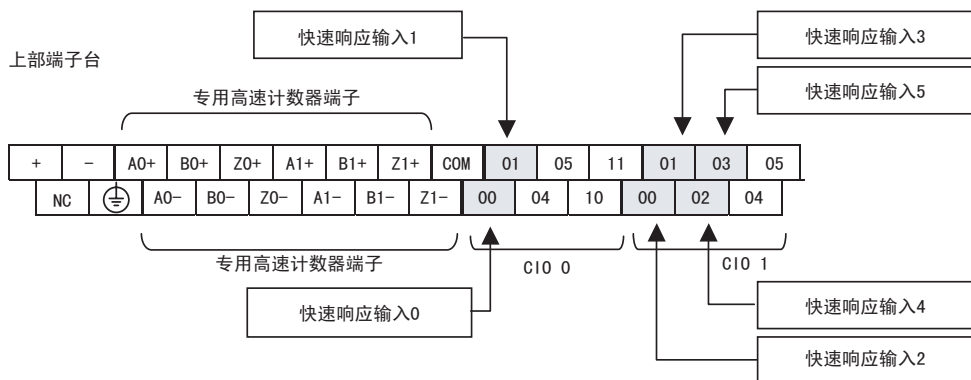 快速响应输入1
快速响应输入3
上部端子台
快速响应输入5
专用高速计数器端子
+ - A0+ B0+ Z0+ A1+ B1+ Z1+ COM 01 05 11 01 03 05
NC A0- B0- Z0- A1- B1- Z1- 00 04 10 00 02 04
专用高速计数器端子
CIO 0
CIO 1
快速响应输入0
快速响应输入4
快速响应输入2